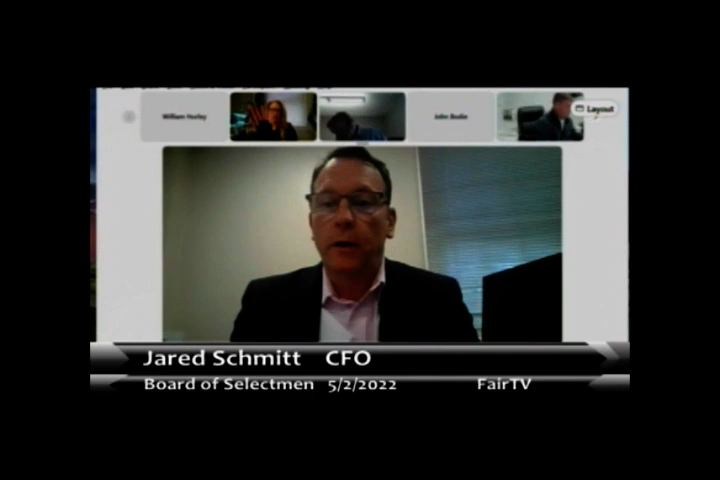 William Hurley
John Bodie
Layout
Jared Schmitt CFO
Board of Selectmen 5/2/2022 FairTV